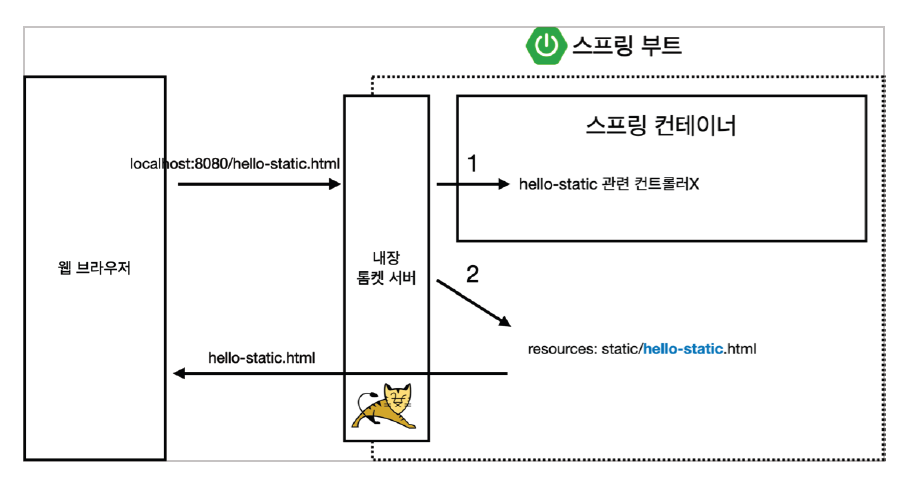 스프링 부트
스프링 컨테이너
localhost:8080/hello-static.html
1
hello-static 관련 컨트롤러X
웹 브라우저
내장
톰켓 서버
2
resources: static/hello-static.html
hello-static.html